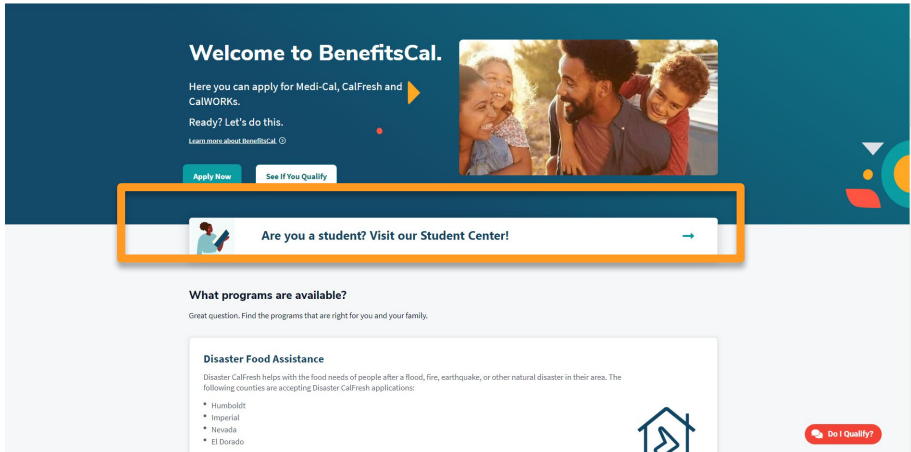 Welcome to BenefitsCal.
Here you can apply for Medi-Cal, CalFresh and
CalWORKs.
Ready? Let's do this.
Learn more about BenefitsCal
Apply Now
See If You Qualify
Are you a student? Visit our Student Center!
What programs are available?
Great question. Find the programs that are right for you and your family.
Disaster Food Assistance
Disaster CalFresh helps with the food needs of people after a flood, fire, earthquake, or other natural disaster in their area. The
following counties are accepting Disaster CalFresh applications:
• Humboldt
• Imperial
• Nevada
• El Dorado
Do I Qualify?